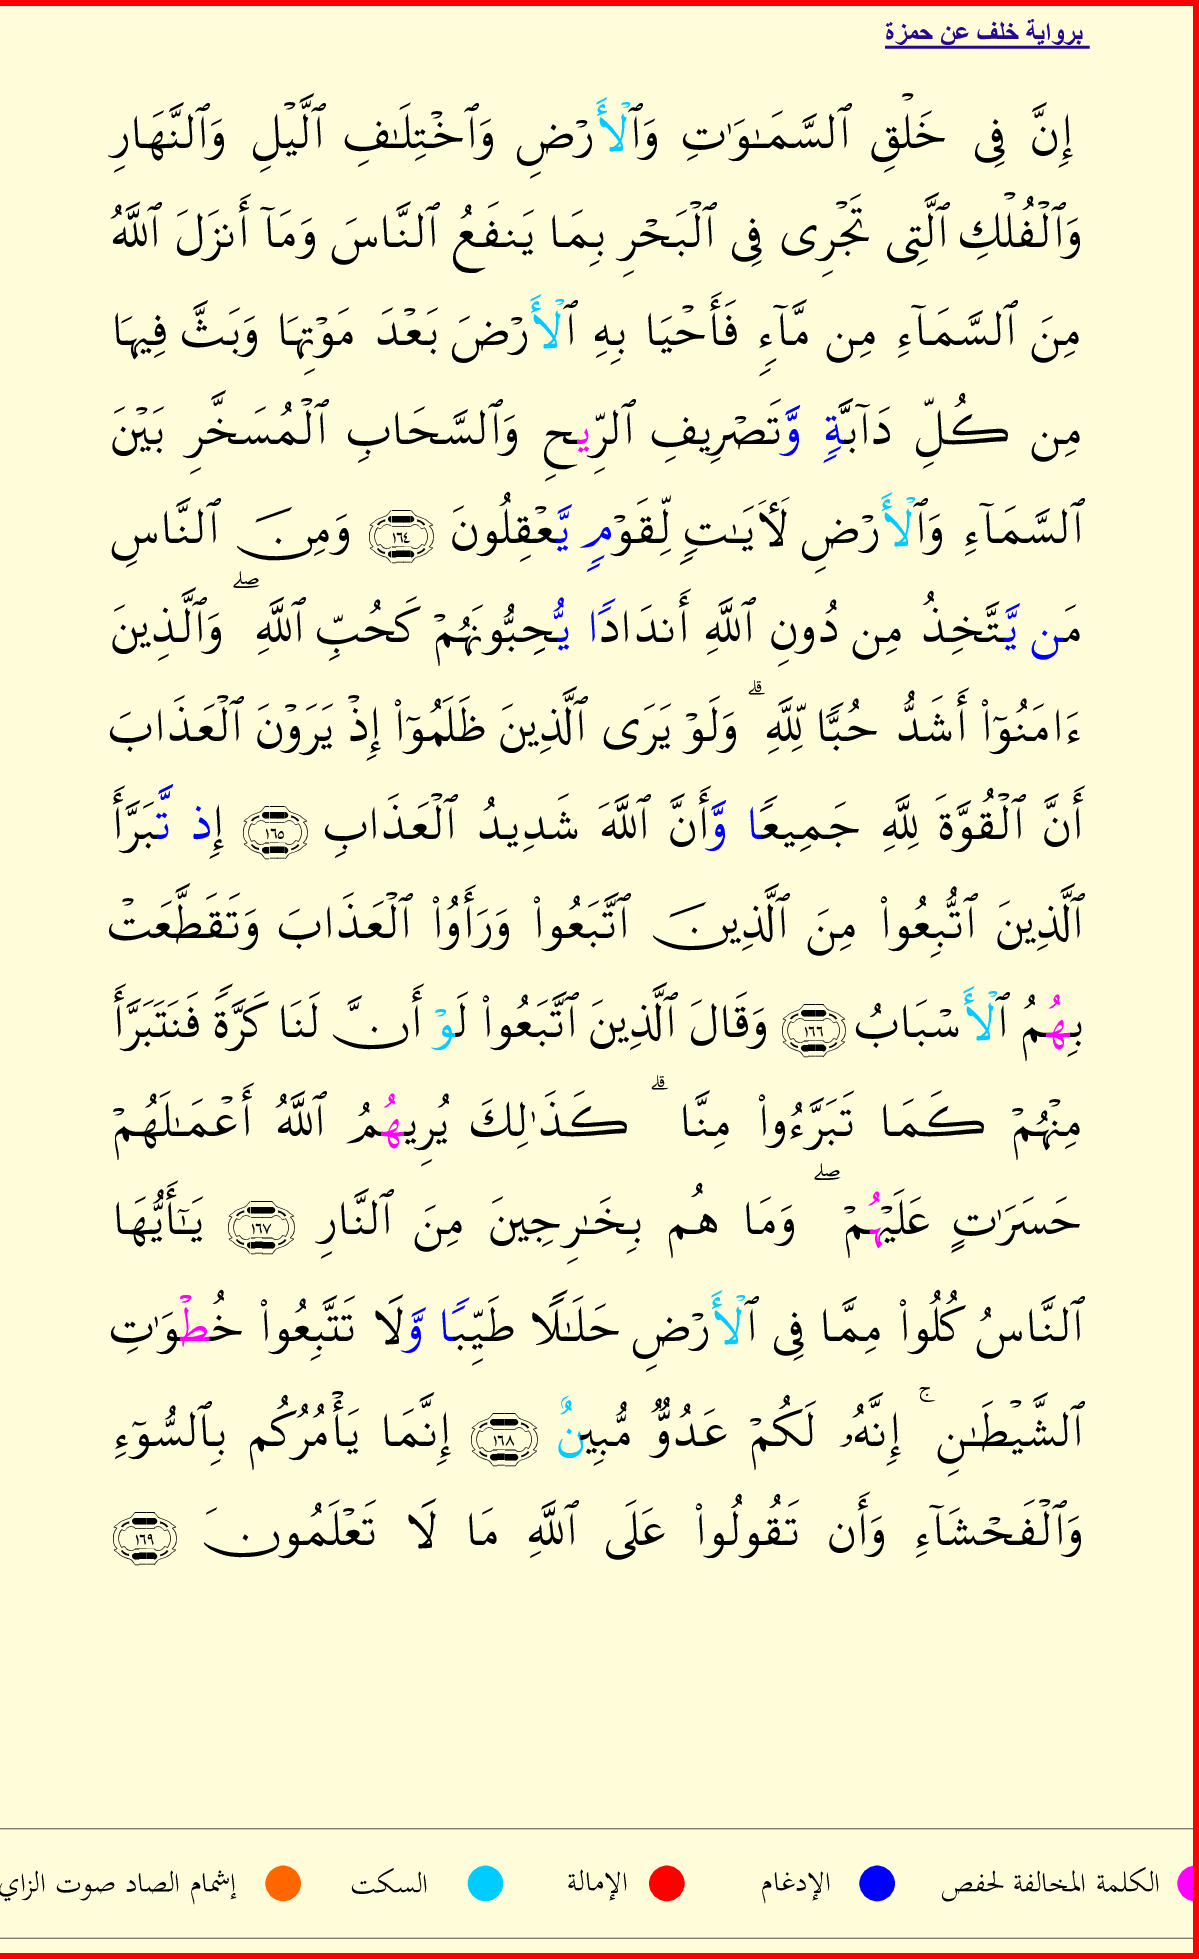 برواية خلف عن حمزة
إِنَّ فِى خَلْقِ ٱلسَّمَـٰوَٰتِ وَٱلْأَرْضِ وَٱخْتِلَـٰفِ ٱلَّيْلِ وَٱلنَّهَارِ
وَٱلْفُلْكِ ٱلَّتِى تَجْرِى فِى ٱلْبَحْرِ بِمَا يَنفَعُ ٱلنَّاسَ وَمَآ أَنزَلَ ٱللَّهُ
مِنَ ٱلسَّمَآءِ مِن مَّآءٍ فَأَحْيَا بِهِ ٱلْأَرْضَ بَعْدَ مَوْتِهَا وَبَثَّ فِيهَا
مِن كُلِّ دَآبَّةٍ وَّتَصْرِيفِ ٱلرِّيحِ وَٱلسَّحَابِ ٱلْمُسَخَّرِ بَيْنَ
ٱلسَّمَآءِ وَٱلْأَرْضِ لَأَيَـٰتٍ لِّقَوْمٍ يَّعْقِلُونَ ١٦٤ وَمِنَ ٱلنَّاسِ
مَن يَّتَّخِذُ مِن دُونِ ٱللَّهِ أَندَادًا يُّحِبُّونَهُمْ كَحُبِّ ٱللَّهِ ۖ وَٱلَّذِينَ
ءَامَنُوٓا۟ أَشَدُّ حُبًّا لِّلَّهِ ۗ وَلَوْ يَرَى ٱلَّذِينَ ظَلَمُوٓا۟ إِذْ يَرَوْنَ ٱلْعَذَابَ
أَنَّ ٱلْقُوَّةَ لِلَّهِ جَمِيعًا وَّأَنَّ ٱللَّهَ شَدِيدُ ٱلْعَذَابِ ١٦٥ إِذ تَّبَرَّأَ
ٱلَّذِينَ ٱتُّبِعُوا۟ مِنَ ٱلَّذِينَ ٱتَّبَعُوا۟ وَرَأَوُا۟ ٱلْعَذَابَ وَتَقَطَّعَتْ
بِهُمُ ٱلْأَسْبَابُ ١٦٦ وَقَالَ ٱلَّذِينَ ٱتَّبَعُوا۟ لَوْ أَنَّ لَنَا كَرَّةً فَنَتَبَرَّأَ
مِنْهُمْ كَمَا تَبَرَّءُوا۟ مِنَّا ۗ كَذَٰلِكَ يُرِيهُمُ ٱللَّهُ أَعْمَـٰلَهُمْ
حَسَرَٰتٍ عَلَيْهُمْ ۖ وَمَا هُم بِخَـٰرِجِينَ مِنَ ٱلنَّارِ ١٦٧ يَـٰٓأَيُّهَا
ٱلنَّاسُ كُلُوا۟ مِمَّا فِى ٱلْأَرْضِ حَلَـٰلًا طَيِّبًا وَّلَا تَتَّبِعُوا۟ خُطْوَٰتِ
ٱلشَّيْطَـٰنِ ۚ إِنَّهُۥ لَكُمْ عَدُوٌّ مُّبِينٌ ١٦٨ إِنَّمَا يَأْمُرُكُم بِٱلسُّوٓءِ
وَٱلْفَحْشَآءِ وَأَن تَقُولُوا۟ عَلَى ٱللَّهِ مَا لَا تَعْلَمُونَ ١٦٩
الكلمة المخالفة لحفص الإدغام الإمالة السكت إشمام الصاد صوت الزاي